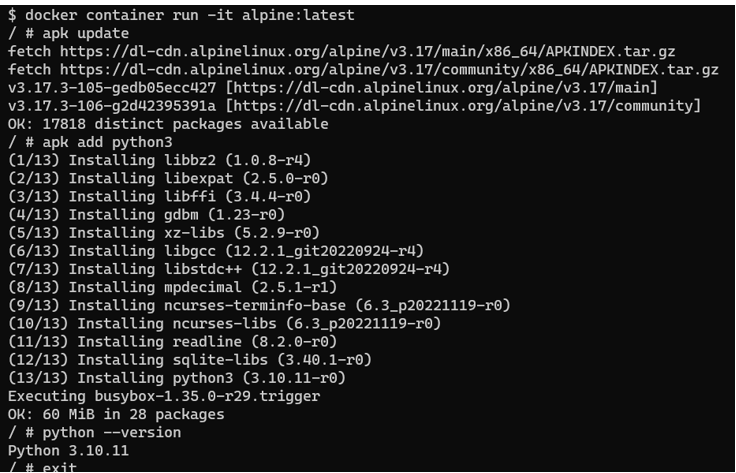 $ docker container run -it alpine:latest
/ # apk update
fetch https://dl-cdn.alpinelinux.org/alpine/v3.17/main/x86_64/APKINDEX.tar.gz
fetch https://dl-cdn.alpinelinux.org/alpine/v3.17/community/x86_64/APKINDEX.tar.gz
v3.17.3-105-gedb05ecc427 [https://dl-cdn.alpinelinux.org/alpine/v3.17/main]
v3.17.3-106-g2d42395391a [https://dl-cdn.alpinelinux.org/alpine/v3.17/community]
OK: 17818 distinct packages available
/ # apk add python3
(1/13) Installing libbz2 (1.0.8-r4)
(2/13) Installing libexpat (2.5.0-r0)
(3/13) Installing libffi (3.4.4-r0)
(4/13) Installing gdbm (1.23-r0)
(5/13) Installing xz-libs (5.2.9-r0)
(6/13) Installing libgcc (12.2.1_git20220924-r4)
(7/13) Installing libstdc++ (12.2.1_git20220924-r4)
(8/13) Installing mpdecimal (2.5.1-r1)
(9/13) Installing ncurses-terminfo-base (6.3_p20221119-r0)
(10/13) Installing ncurses-libs (6.3_p20221119-r0)
(11/13) Installing readline (8.2.0-r0)
(12/13) Installing sqlite-libs (3.40.1-r0)
(13/13) Installing python3 (3.10.11-r0)
Executing busybox-1.35.0-r29.trigger
OK: 60 MiB in 28 packages
/ # python --version
Python 3.10.11
/ # exit